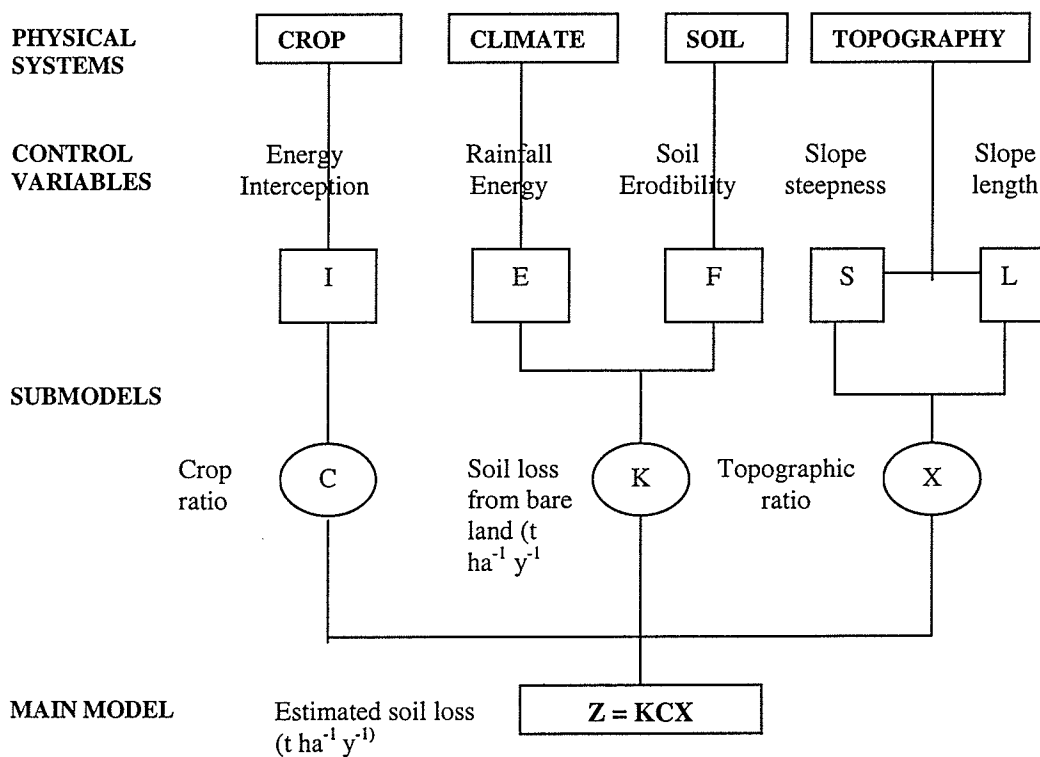 PHYSICAL
SYSTEMS
CROP
CLIMATE
SOIL
TOPOGRAPHY
CONTROL
VARIABLES
Energy
Interception
Rainfall
Energy
Soil
Erodibility
Slope
steepness
Slope
length
I
E
F
S
L
SUBMODELS
Crop
ratio
C
Soil loss
from bare
land (t
ha⁻¹ y⁻¹
K
Topographic
ratio
X
MAIN MODEL
Estimated soil loss
(t ha⁻¹ y⁻¹)
Z = KCX